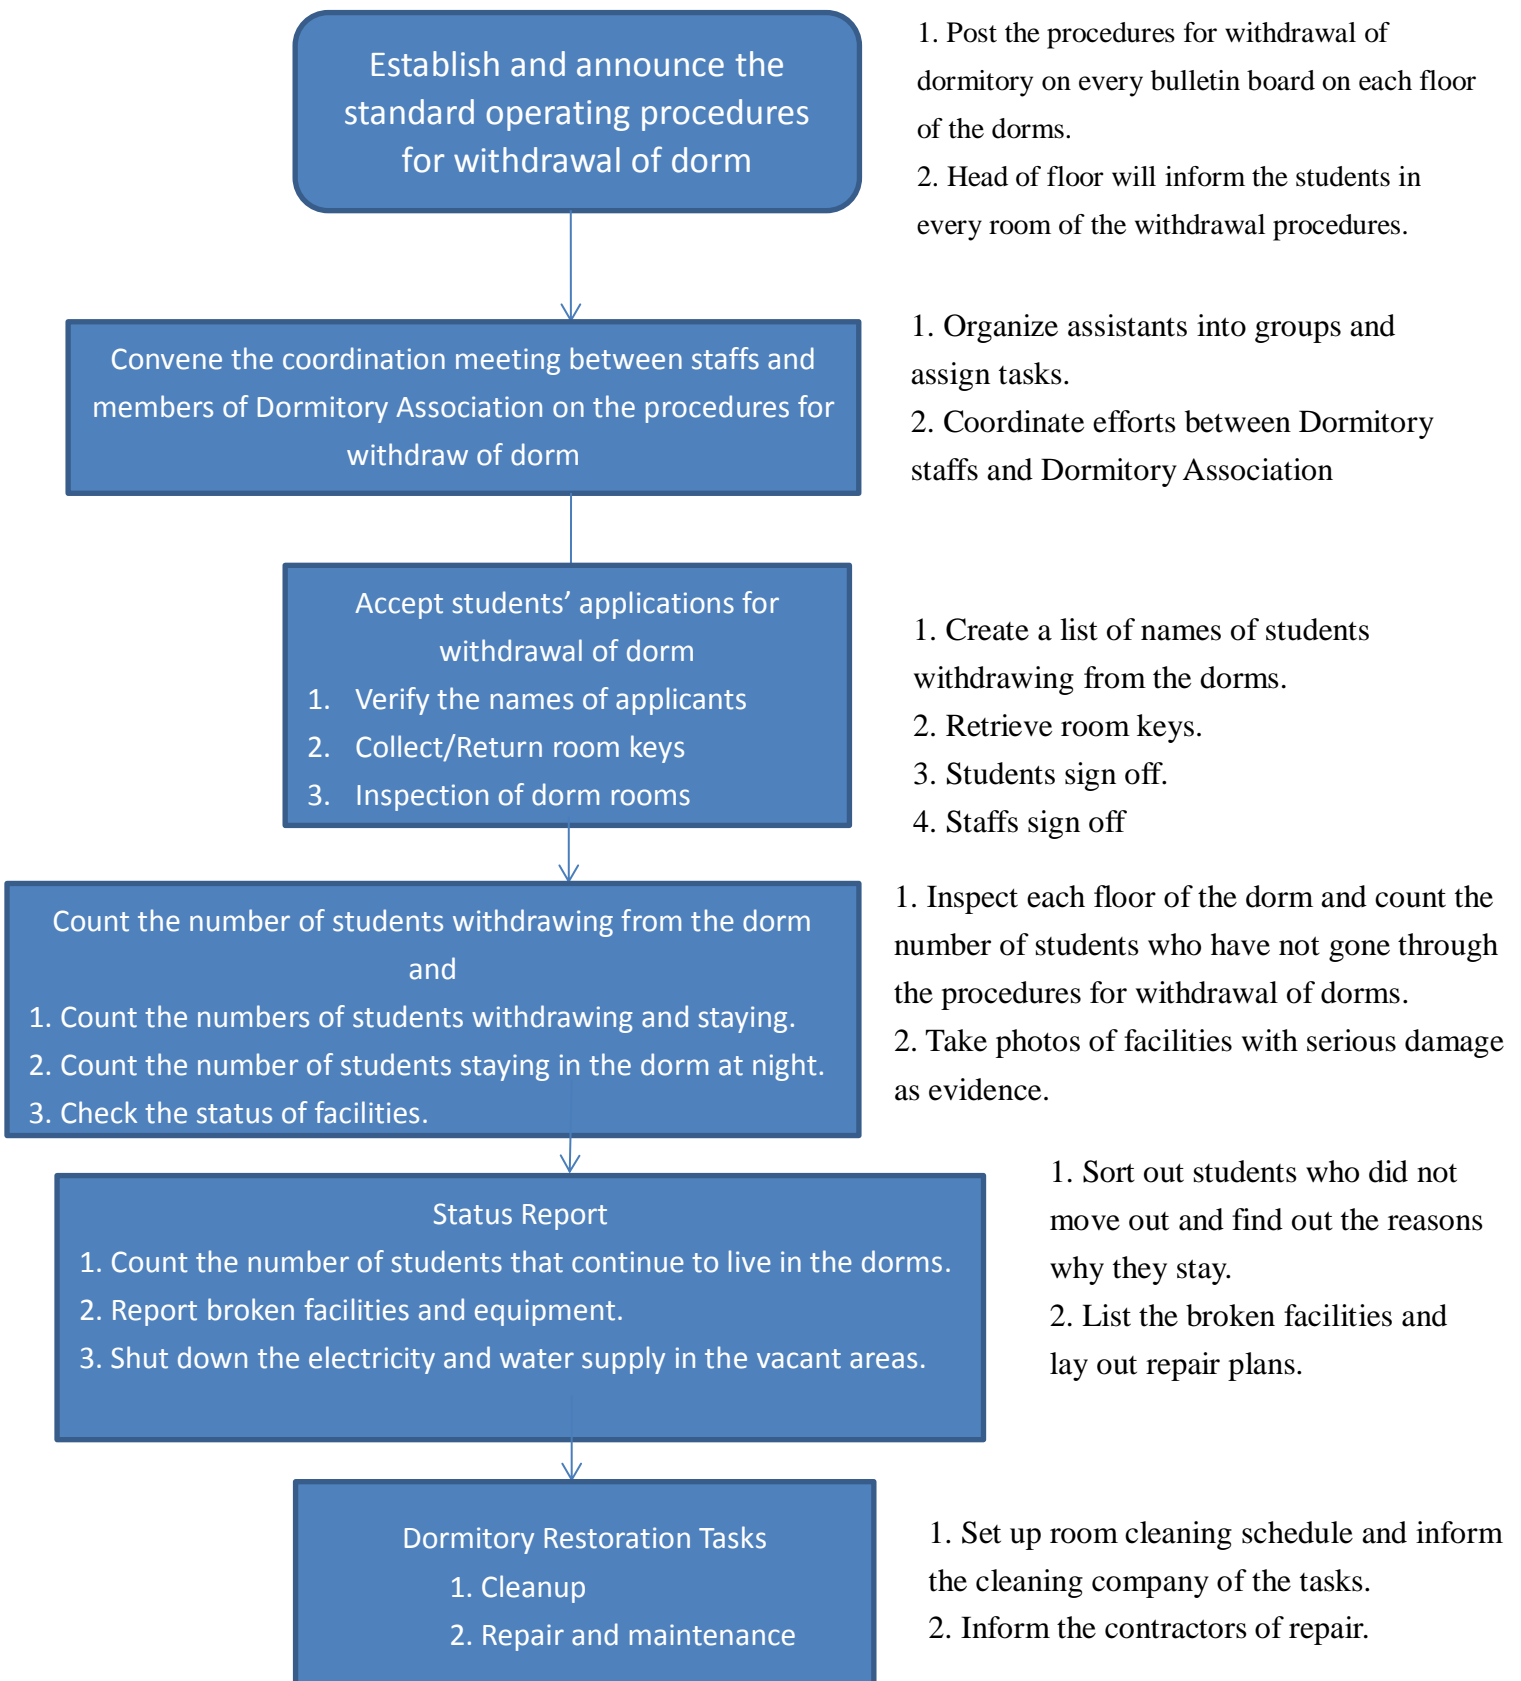 Establish and announce the
standard operating procedures
for withdrawal of dorm
1. Post the procedures for withdrawal of
dormitory on every bulletin board on each floor
of the dorms.
2. Head of floor will inform the students in
every room of the withdrawal procedures.
Convene the coordination meeting between staffs and
members of Dormitory Association on the procedures for
withdraw of dorm
1. Organize assistants into groups and
assign tasks.
2. Coordinate efforts between Dormitory
staffs and Dormitory Association
Accept students’ applications for
withdrawal of dorm
1. Verify the names of applicants
2. Collect/Return room keys
3. Inspection of dorm rooms
1. Create a list of names of students
withdrawing from the dorms.
2. Retrieve room keys.
3. Students sign off.
4. Staffs sign off
Count the number of students withdrawing from the dorm
and
1. Count the numbers of students withdrawing and staying.
2. Count the number of students staying in the dorm at night.
3. Check the status of facilities.
1. Inspect each floor of the dorm and count the
number of students who have not gone through
the procedures for withdrawal of dorms.
2. Take photos of facilities with serious damage
as evidence.
Status Report
1. Count the number of students that continue to live in the dorms.
2. Report broken facilities and equipment.
3. Shut down the electricity and water supply in the vacant areas.
1. Sort out students who did not
move out and find out the reasons
why they stay.
2. List the broken facilities and
lay out repair plans.
Dormitory Restoration Tasks
1. Cleanup
2. Repair and maintenance
1. Set up room cleaning schedule and inform
the cleaning company of the tasks.
2. Inform the contractors of repair.